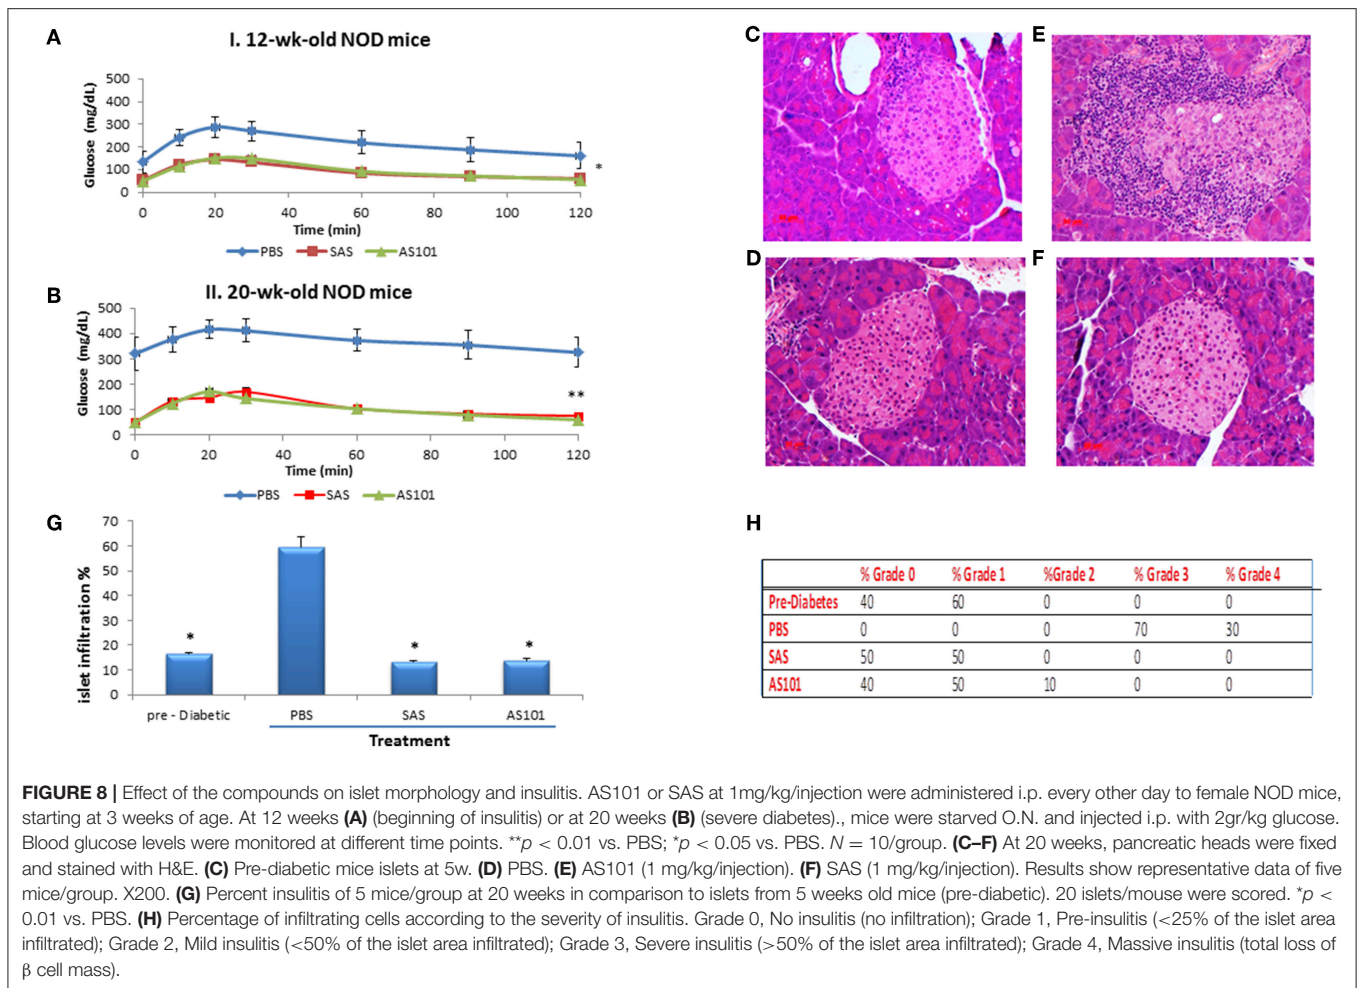 A
I. 12-wk-old NOD mice
Glucose (mg/dL)
500
400
300
200
100
0
0 20 40 60 80 100 120
Time (min)
*
PBS SAS AS101
B
II. 20-wk-old NOD mice
Glucose (mg/dL)
500
400
300
200
100
0
0 20 40 60 80 100 120
Time (min)
**
PBS SAS AS101
C
E
D
F
G
islet infiltration %
70
60
50
40
30
20
10
0
* * *
pre - Diabetic PBS SAS AS101
Treatment
H
% Grade 0 % Grade 1 %Grade 2 % Grade 3 % Grade 4
Pre-Diabetes 40 60 0 0 0
PBS 0 0 0 70 30
SAS 50 50 0 0 0
AS101 40 50 10 0 0
FIGURE 8 | Effect of the compounds on islet morphology and insulitis. AS101 or SAS at 1mg/kg/injection were administered i.p. every other day to female NOD mice,
starting at 3 weeks of age. At 12 weeks (A) (beginning of insulitis) or at 20 weeks (B) (severe diabetes)., mice were starved O.N. and injected i.p. with 2gr/kg glucose.
Blood glucose levels were monitored at different time points. **p < 0.01 vs. PBS; *p < 0.05 vs. PBS. N = 10/group. (C–F) At 20 weeks, pancreatic heads were fixed
and stained with H&E. (C) Pre-diabetic mice islets at 5w. (D) PBS. (E) AS101 (1 mg/kg/injection). (F) SAS (1 mg/kg/injection). Results show representative data of five
mice/group. X200. (G) Percent insulitis of 5 mice/group at 20 weeks in comparison to islets from 5 weeks old mice (pre-diabetic). 20 islets/mouse were scored. *p <
0.01 vs. PBS. (H) Percentage of infiltrating cells according to the severity of insulitis. Grade 0, No insulitis (no infiltration); Grade 1, Pre-insulitis (<25% of the islet area
infiltrated); Grade 2, Mild insulitis (<50% of the islet area infiltrated); Grade 3, Severe insulitis (>50% of the islet area infiltrated); Grade 4, Massive insulitis (total loss of
β cell mass).